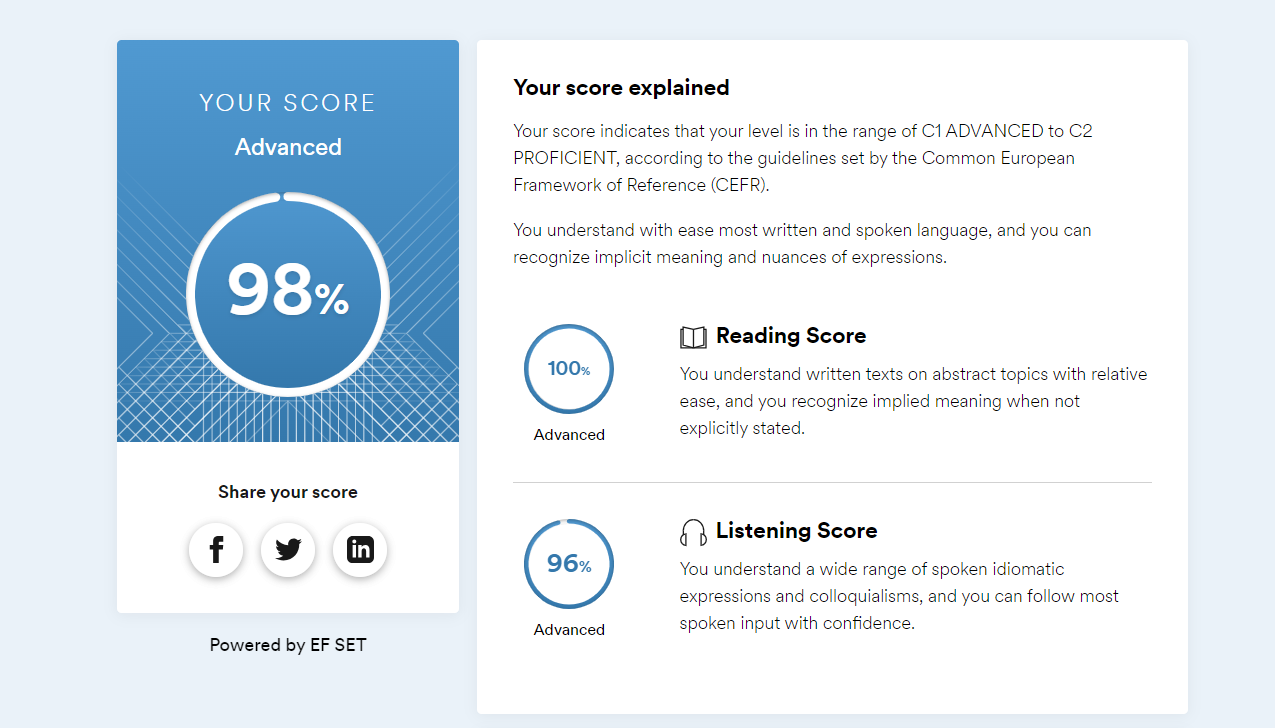 YOUR SCORE
Advanced
98%
Share your score
Powered by EF SET
Your score explained
Your score indicates that your level is in the range of C1 ADVANCED to C2
PROFICIENT, according to the guidelines set by the Common European
Framework of Reference (CEFR).
You understand with ease most written and spoken language, and you can
recognize implicit meaning and nuances of expressions.
100%
Advanced
Reading Score
You understand written texts on abstract topics with relative
ease, and you recognize implied meaning when not
explicitly stated.
96%
Advanced
Listening Score
You understand a wide range of spoken idiomatic
expressions and colloquialisms, and you can follow most
spoken input with confidence.